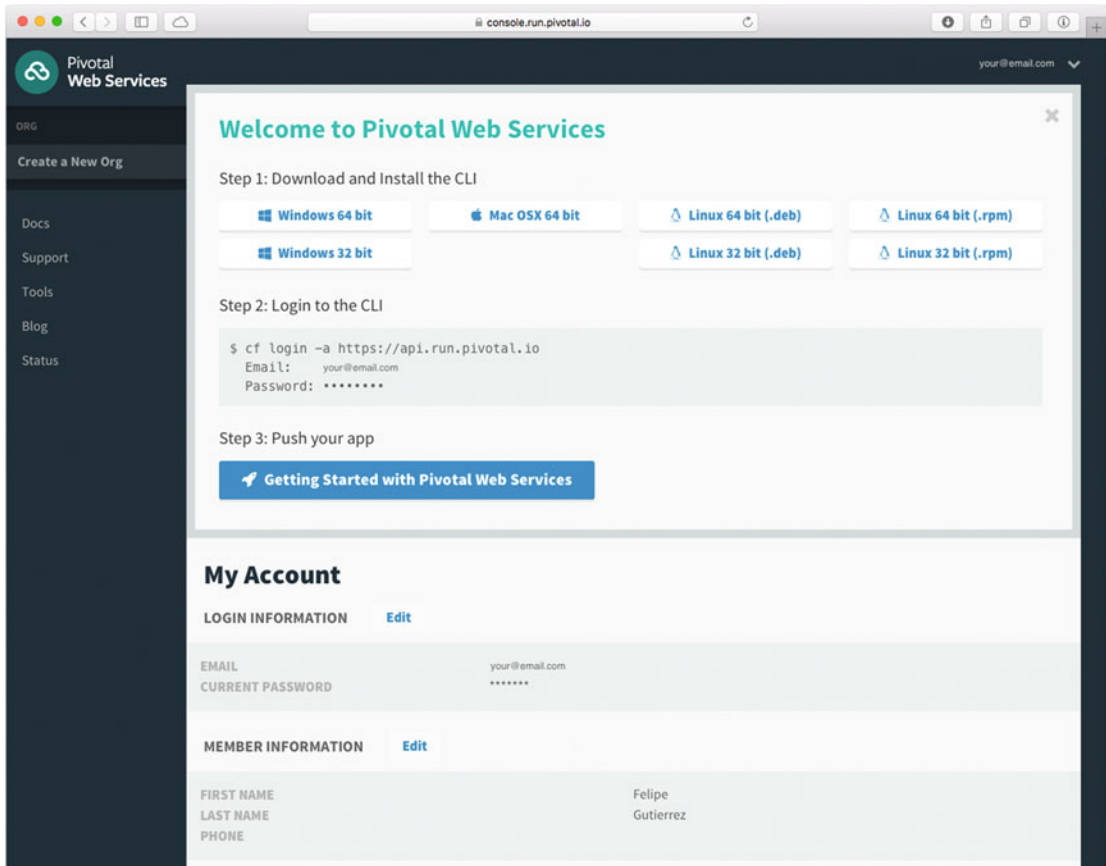 console.run.pivotal.io
Pivotal
Web Services
your@email.com
ORG
Create a New Org
Docs
Support
Tools
Blog
Status
Welcome to Pivotal Web Services
Step 1: Download and Install the CLI
Windows 64 bit Mac OSX 64 bit Linux 64 bit (.deb) Linux 64 bit (.rpm)
Windows 32 bit Linux 32 bit (.deb) Linux 32 bit (.rpm)
Step 2: Login to the CLI
$ cf login -a https://api.run.pivotal.io
Email: your@email.com
Password: ••••••••
Step 3: Push your app
Getting Started with Pivotal Web Services
My Account
LOGIN INFORMATION Edit
EMAIL your@email.com
CURRENT PASSWORD •••••••
MEMBER INFORMATION Edit
FIRST NAME Felipe
LAST NAME Gutierrez
PHONE